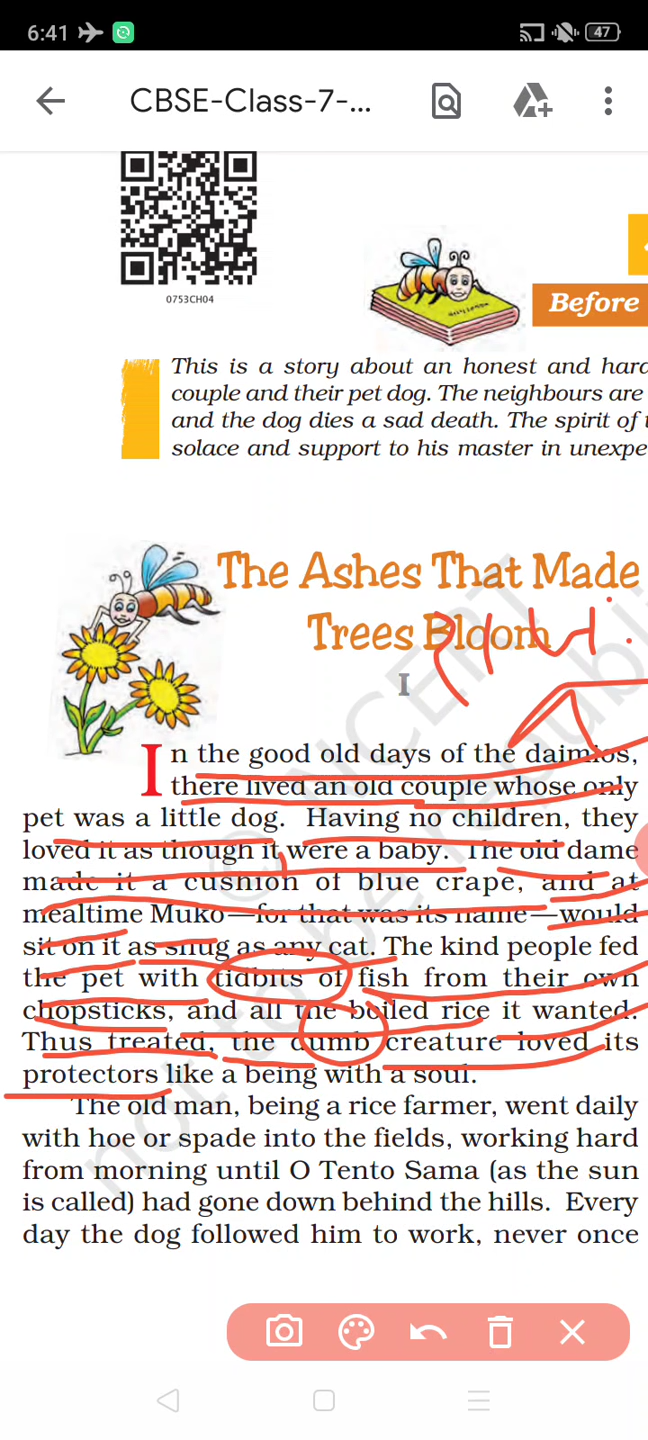 6:41
47
CBSE-Class-7-...
0753CH04
Before
This is a story about an honest and hard
couple and their pet dog. The neighbours are
and the dog dies a sad death. The spirit of
solace and support to his master in unexpe
The Ashes That Made
Trees Bloom
I
In the good old days of the daimios,
there lived an old couple whose only
pet was a little dog. Having no children, they
loved it as though it were a baby. The old dame
made it a cushion of blue crape, and at
mealtime Muko—for that was its name—would
sit on it as snug as any cat. The kind people fed
the pet with tidbits of fish from their own
chopsticks, and all the boiled rice it wanted.
Thus treated, the dumb creature loved its
protectors like a being with a soul.
The old man, being a rice farmer, went daily
with hoe or spade into the fields, working hard
from morning until O Tento Sama (as the sun
is called) had gone down behind the hills. Every
day the dog followed him to work, never once
© NCERT
not to be republi